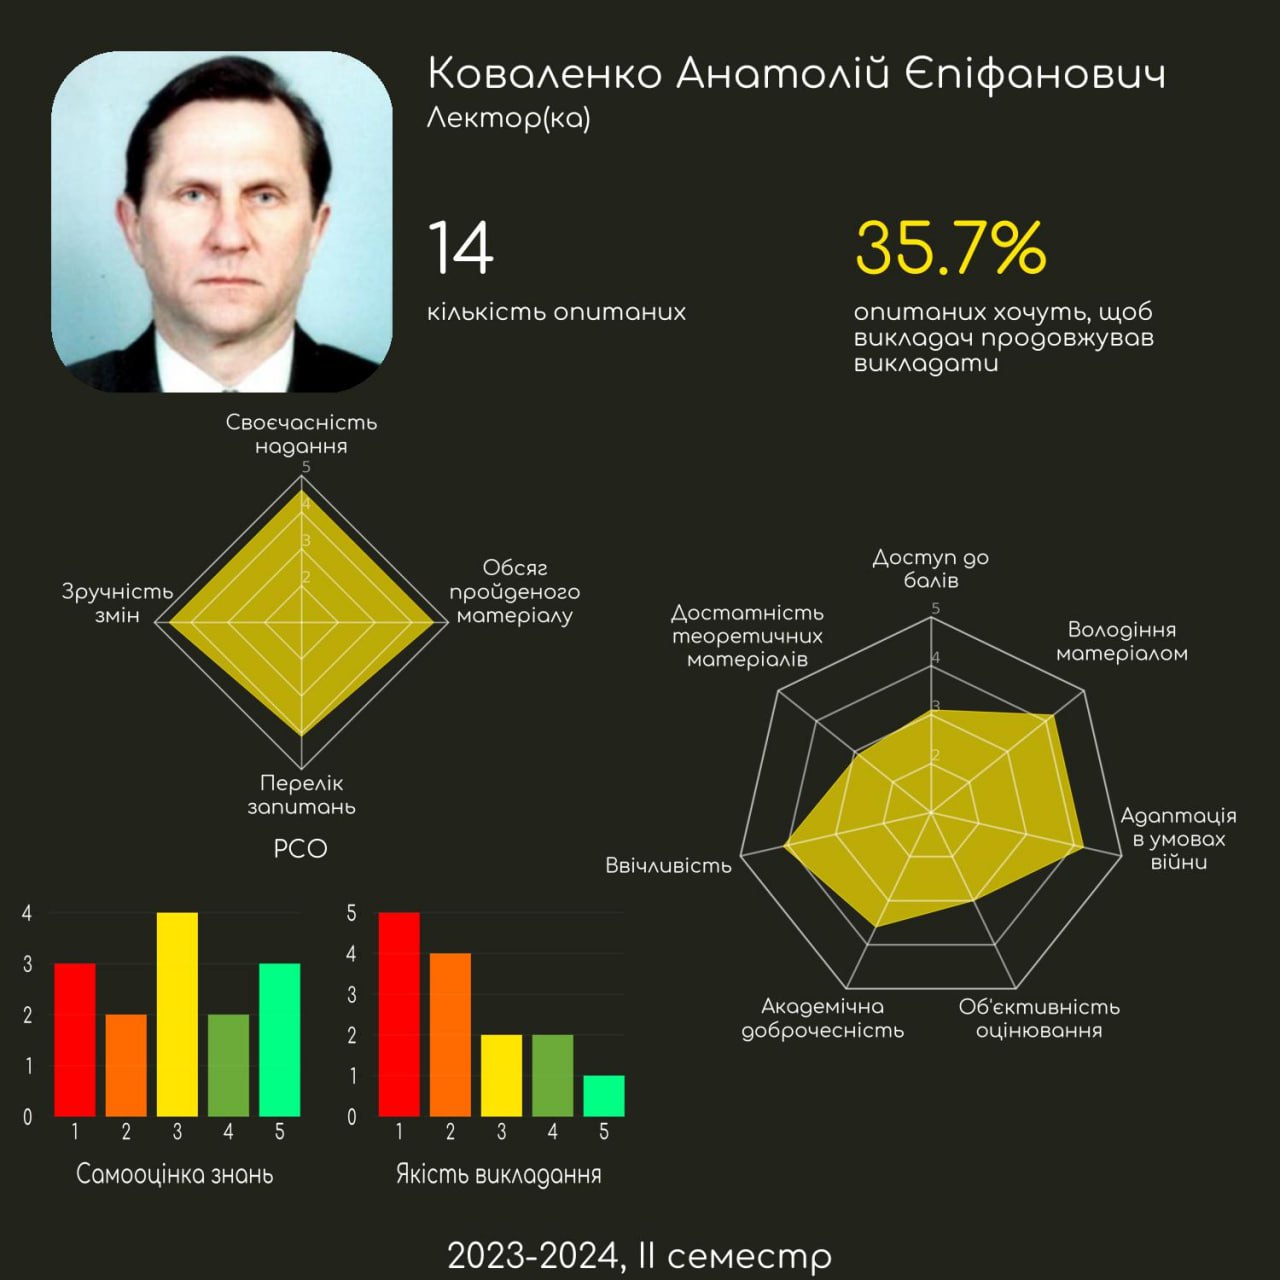 Коваленко Анатолій Єпіфанович
Лектор(ка)
14
кількість опитаних
35.7%
опитаних хочуть, щоб
викладач продовжував
викладати
Своєчасність
надання
5
4
3
2
Зручність
змін
Обсяг
пройденого
матеріалу
Перелік
запитань
РСО
Доступ до
балів
5
4
3
2
Достатність
теоретичних
матеріалів
Володіння
матеріалом
Адаптація
в умовах
війни
Ввічливість
Академічна
доброчесність
Об'єктивність
оцінювання
4
3
2
1
0
1 2 3 4 5
Самооцінка знань
5
4
3
2
1
0
1 2 3 4 5
Якість викладання
2023-2024, II семестр